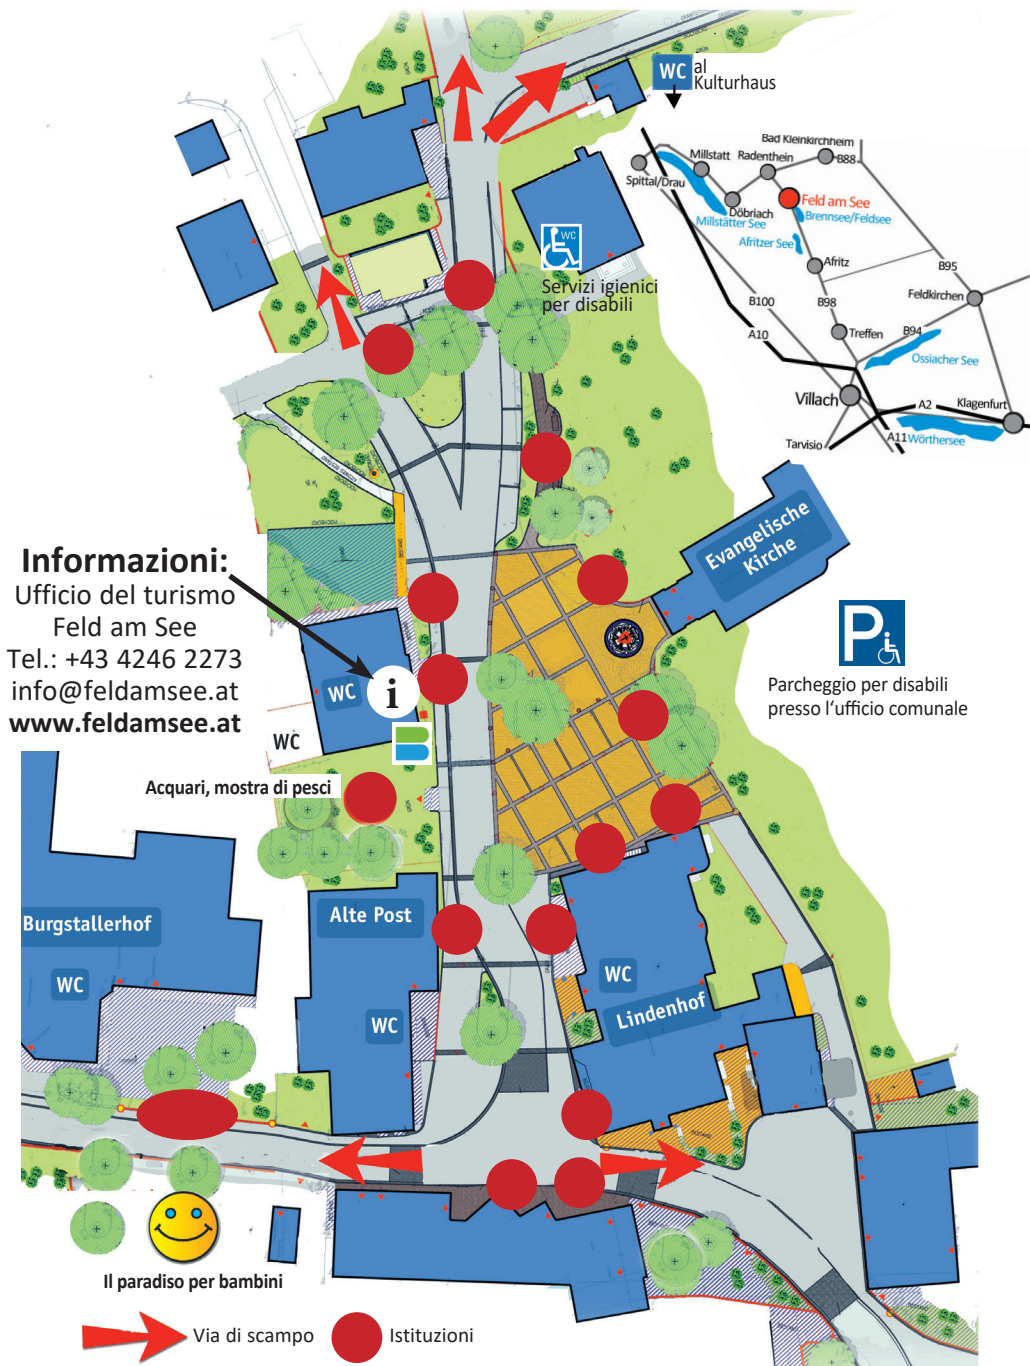 WC al
Kulturhaus
Bad Kleinkirchheim
Millstatt
Radenthein
B88
Spittal/Drau
Feld am See
Döbriach
Millstätter See
Brennsee/Feldsee
Afritzer See
Afritz
B95
B100
B98
Feldkirchen
A10
Treffen
B94
Ossiacher See
Villach
A2
Klagenfurt
Tarvisio
A11
Wörthersee
WC
Servizi igienici
per disabili
Evangelische
Kirche
Informazioni:
Ufficio del turismo
Feld am See
Tel.: +43 4246 2273
info@feldamsee.at
www.feldamsee.at
WC
i
WC
P
Parcheggio per disabili
presso l'ufficio comunale
Acquari, mostra di pesci
Burgstallerhof
WC
Alte Post
WC
WC
Lindenhof
Il paradiso per bambini
Via di scampo
Istituzioni